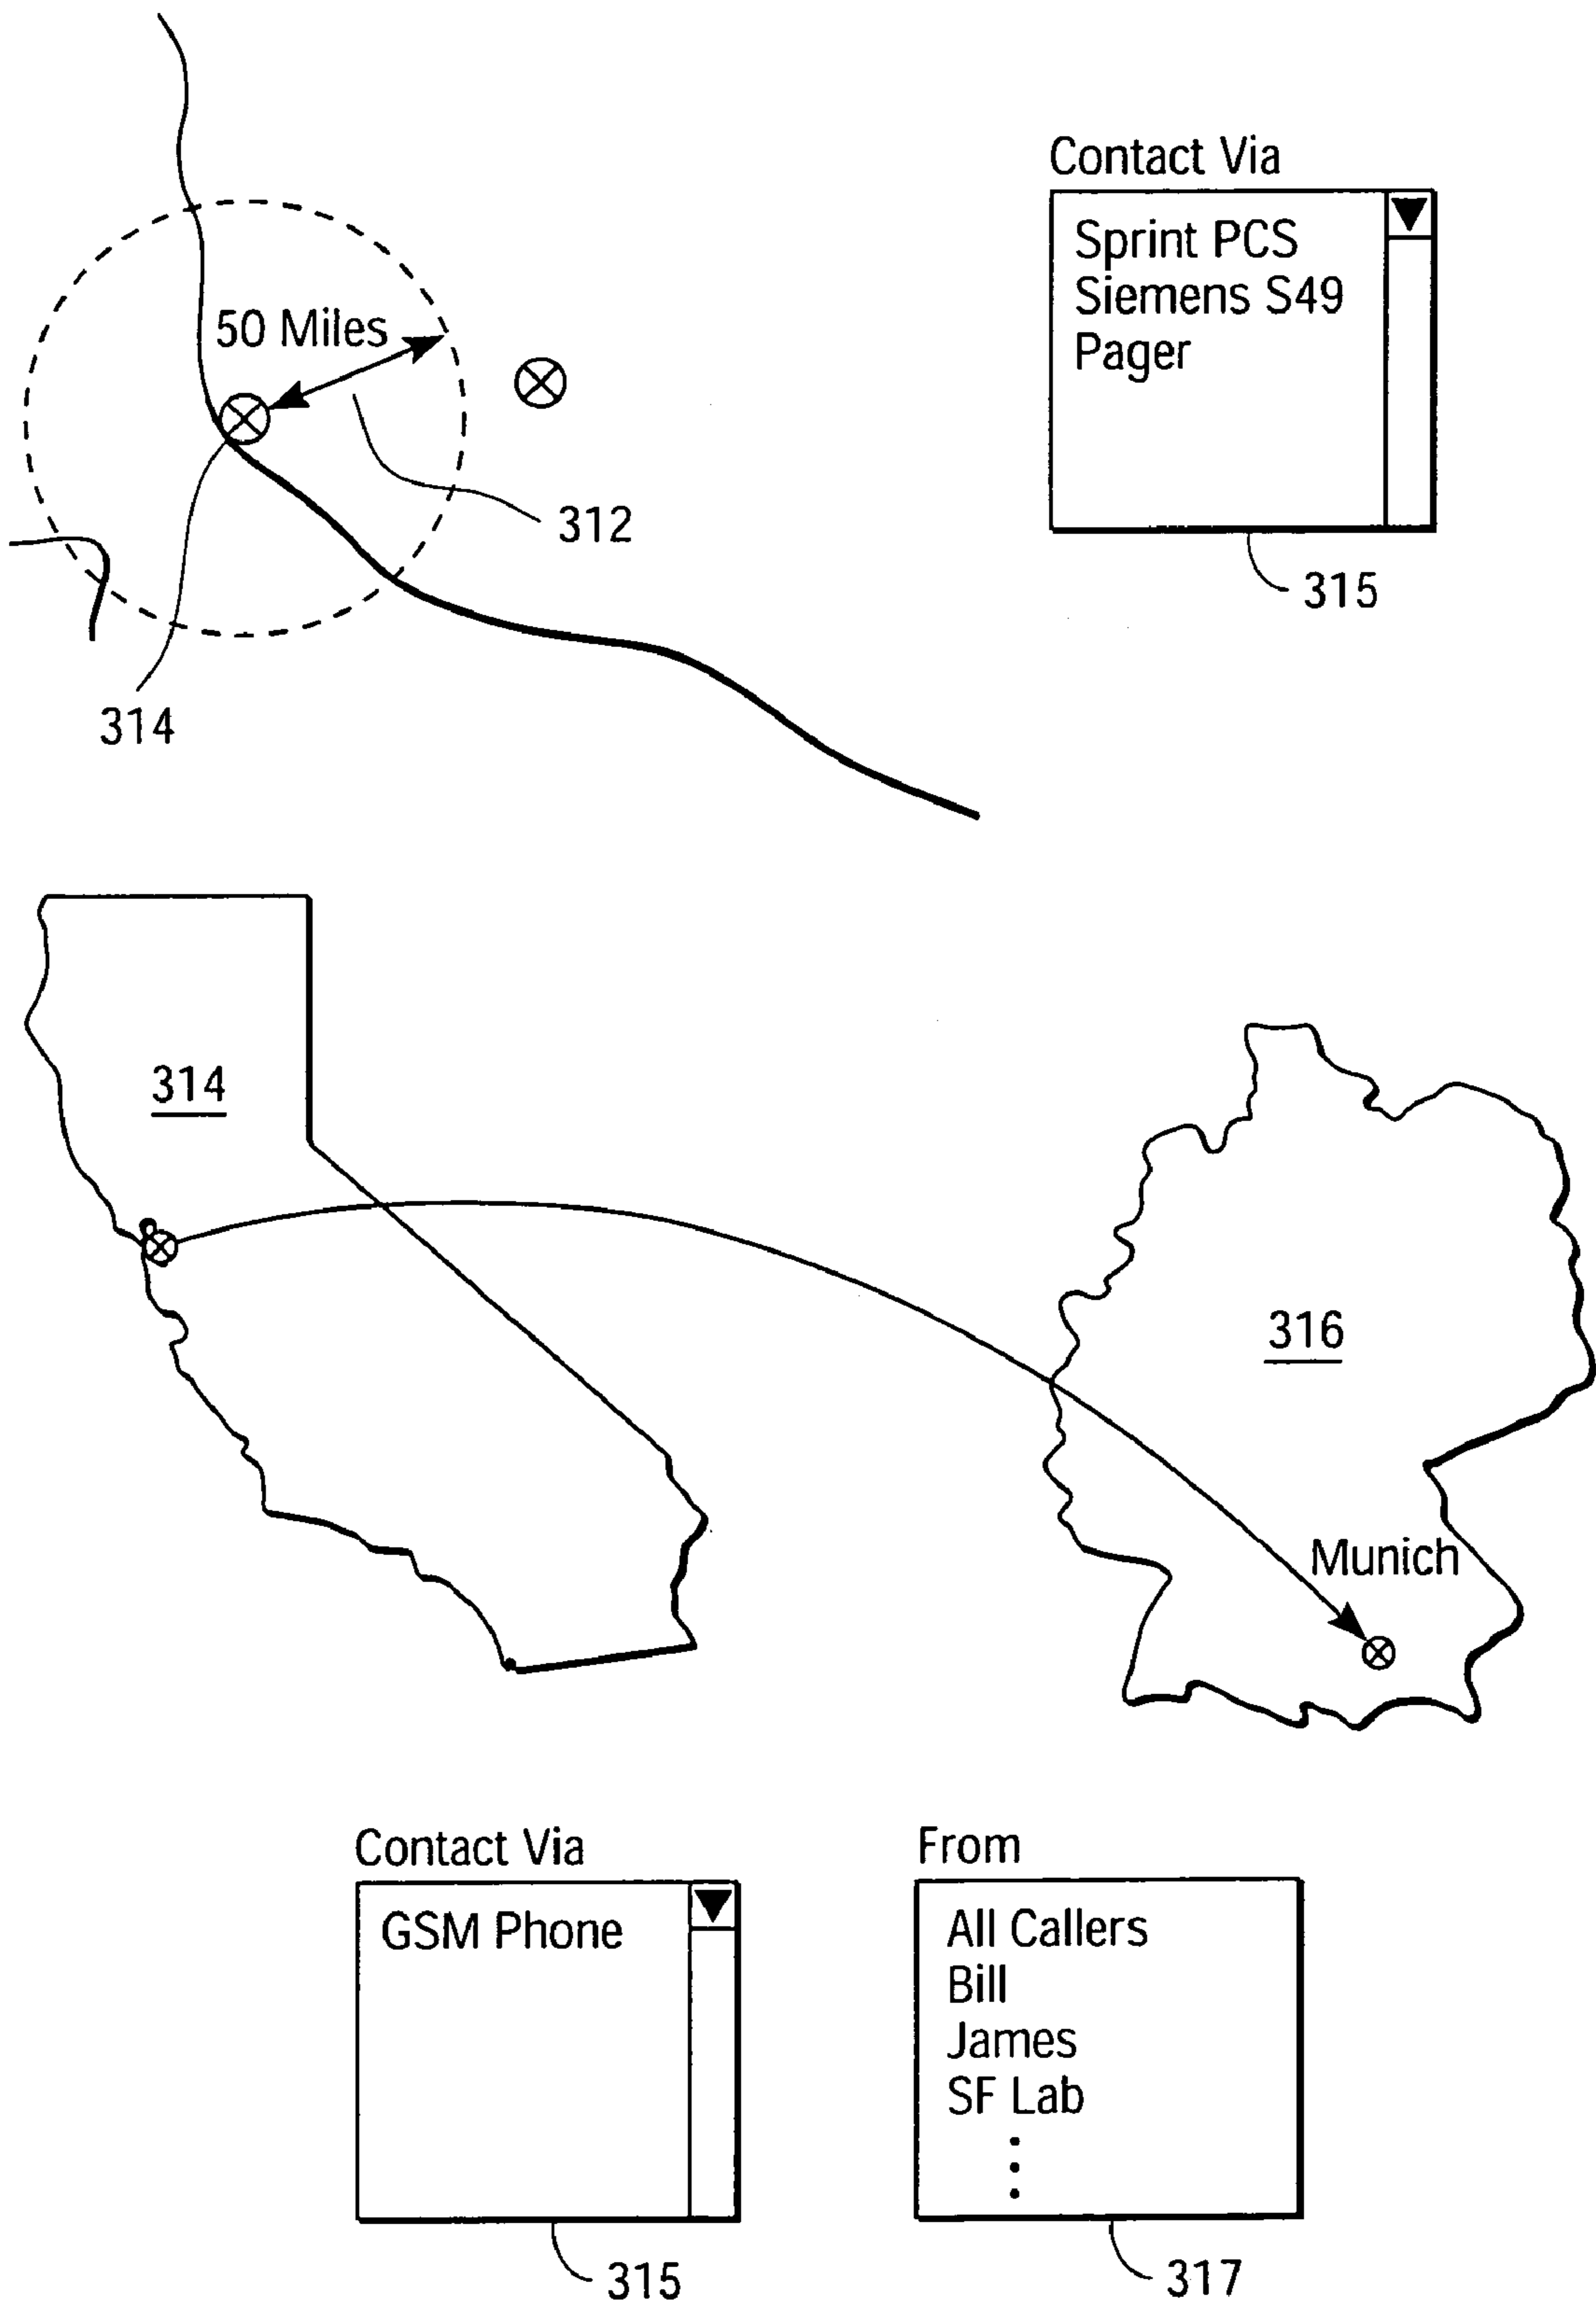 Contact Via
Sprint PCS
Siemens S49
Pager
50 Miles
312
315
314
314
316
Munich
Contact Via
GSM Phone
From
All Callers
Bill
James
SF Lab
315
317